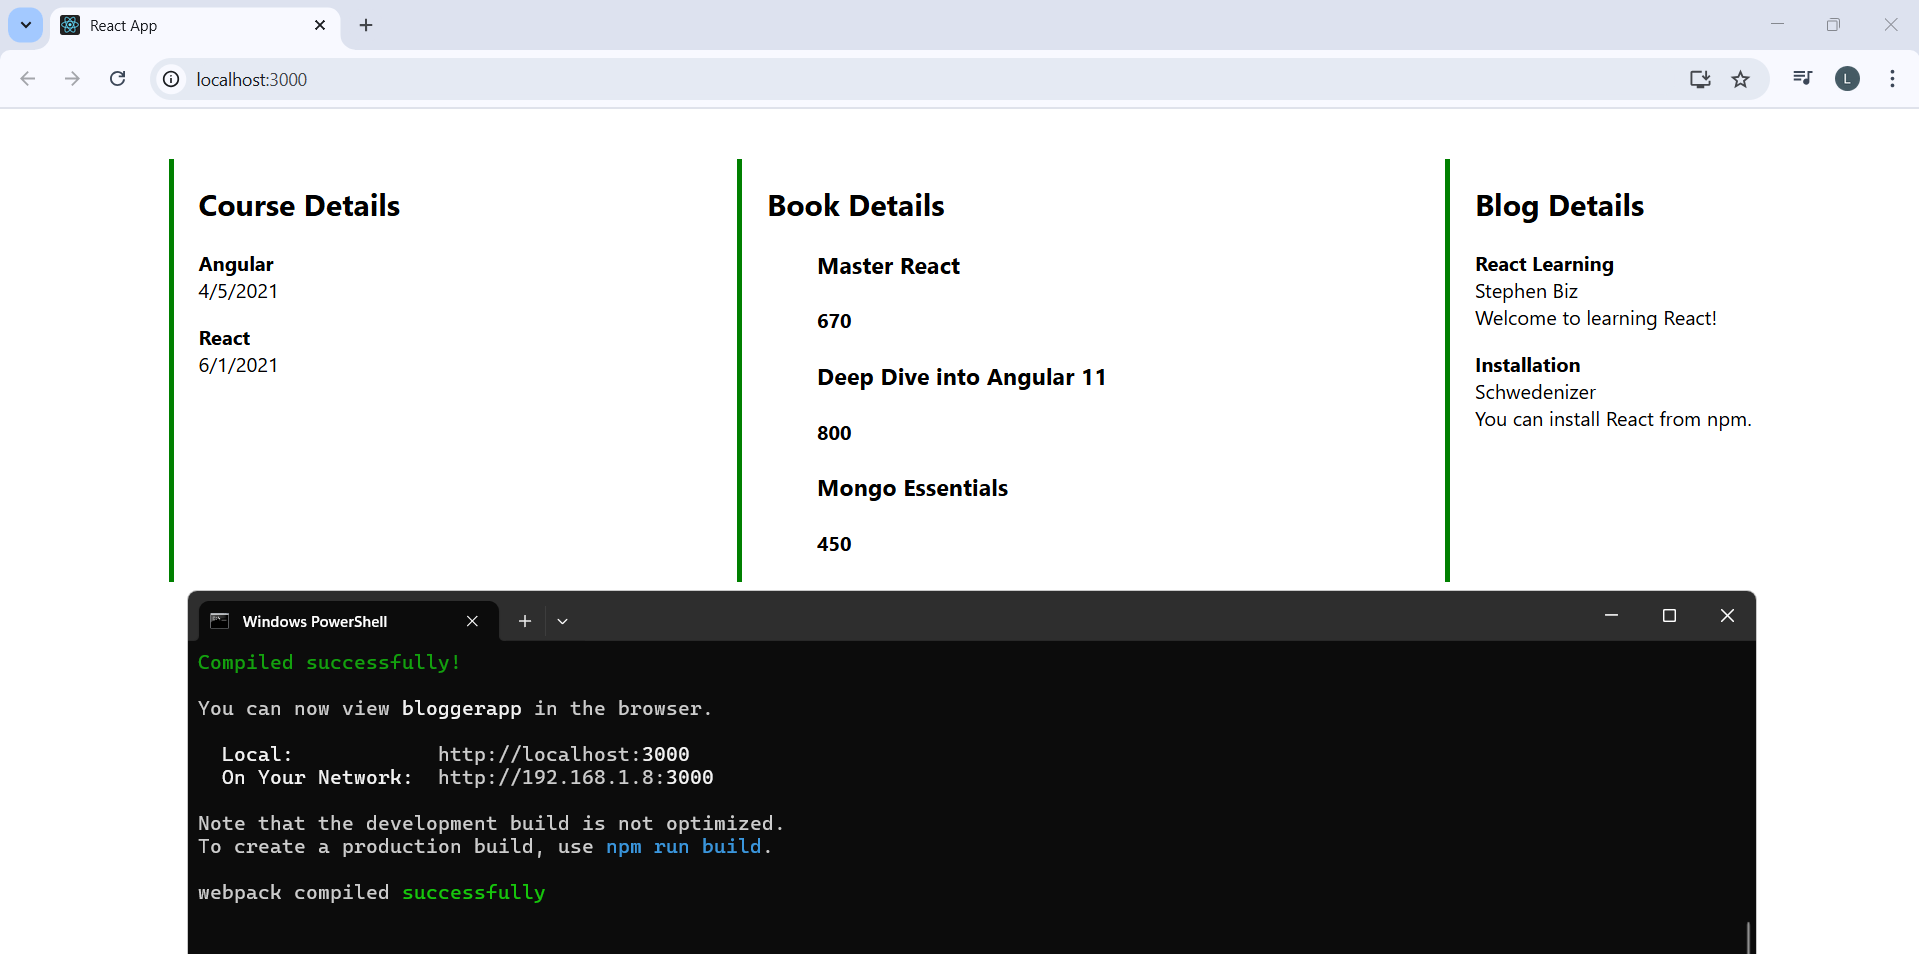 React App
localhost:3000
L
Course Details
Angular
4/5/2021
React
6/1/2021
Book Details
Master React
670
Deep Dive into Angular 11
800
Mongo Essentials
450
Blog Details
React Learning
Stephen Biz
Welcome to learning React!
Installation
Schwedenizer
You can install React from npm.
Windows PowerShell
Compiled successfully!
You can now view bloggerapp in the browser.
Local: http://localhost:3000
On Your Network: http://192.168.1.8:3000
Note that the development build is not optimized.
To create a production build, use npm run build.
webpack compiled successfully